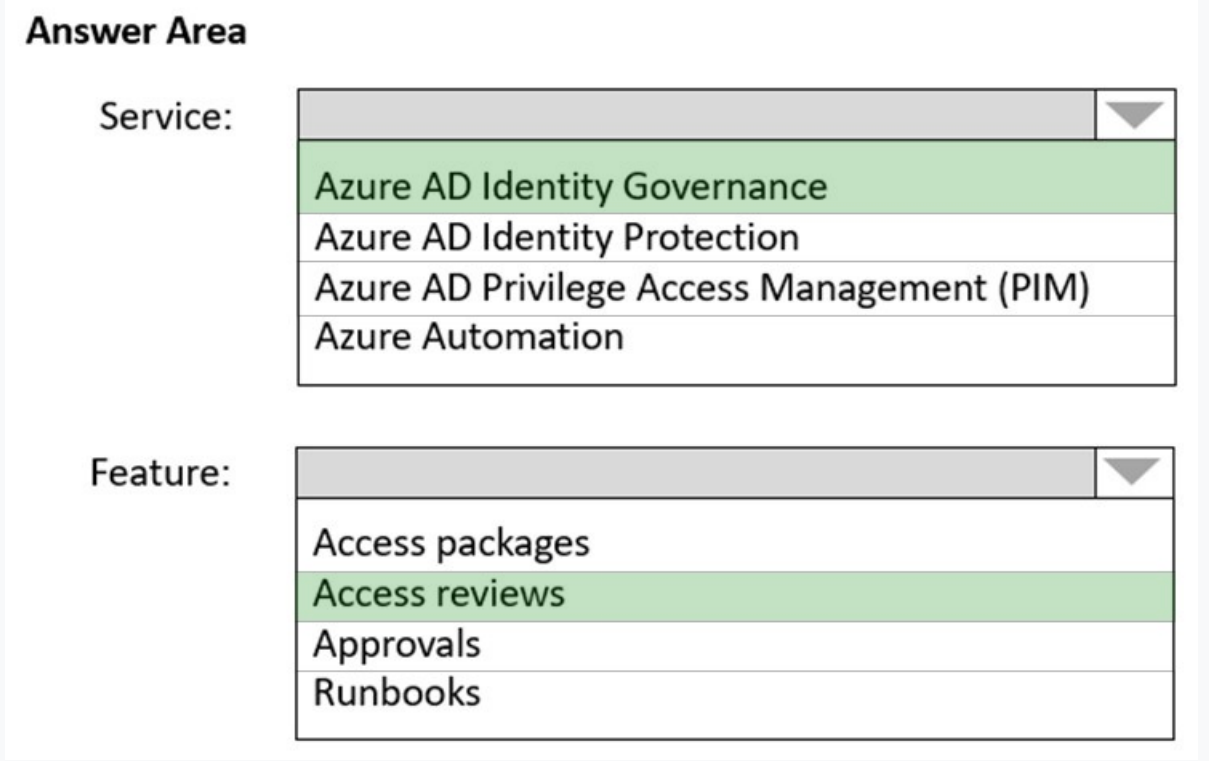 Answer Area
Service:
Azure AD Identity Governance
Azure AD Identity Protection
Azure AD Privilege Access Management (PIM)
Azure Automation
Feature:
Access packages
Access reviews
Approvals
Runbooks